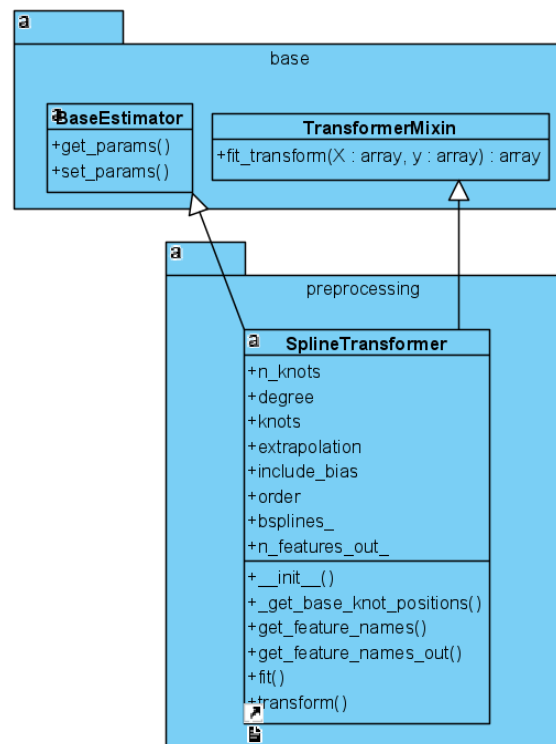 a
base
a
BaseEstimator
+get_params()
+set_params()
TransformerMixin
+fit_transform(X : array, y : array) : array
a
preprocessing
a
SplineTransformer
+n_knots
+degree
+knots
+extrapolation
+include_bias
+order
+bsplines_
+n_features_out_
+__init__()
+_get_base_knot_positions()
+get_feature_names()
+get_feature_names_out()
+fit()
+transform()